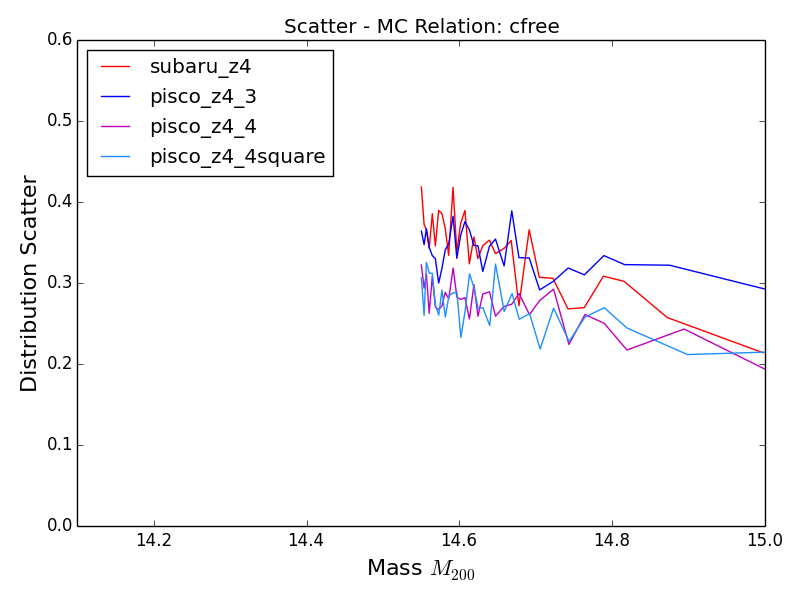 Scatter - MC Relation: cfree
0.6
0.5
0.4
0.3
0.2
0.1
0.0
Distribution Scatter
subaru_z4
pisco_z4_3
pisco_z4_4
pisco_z4_4square
14.2 14.4 14.6 14.8 15.0
Mass M200